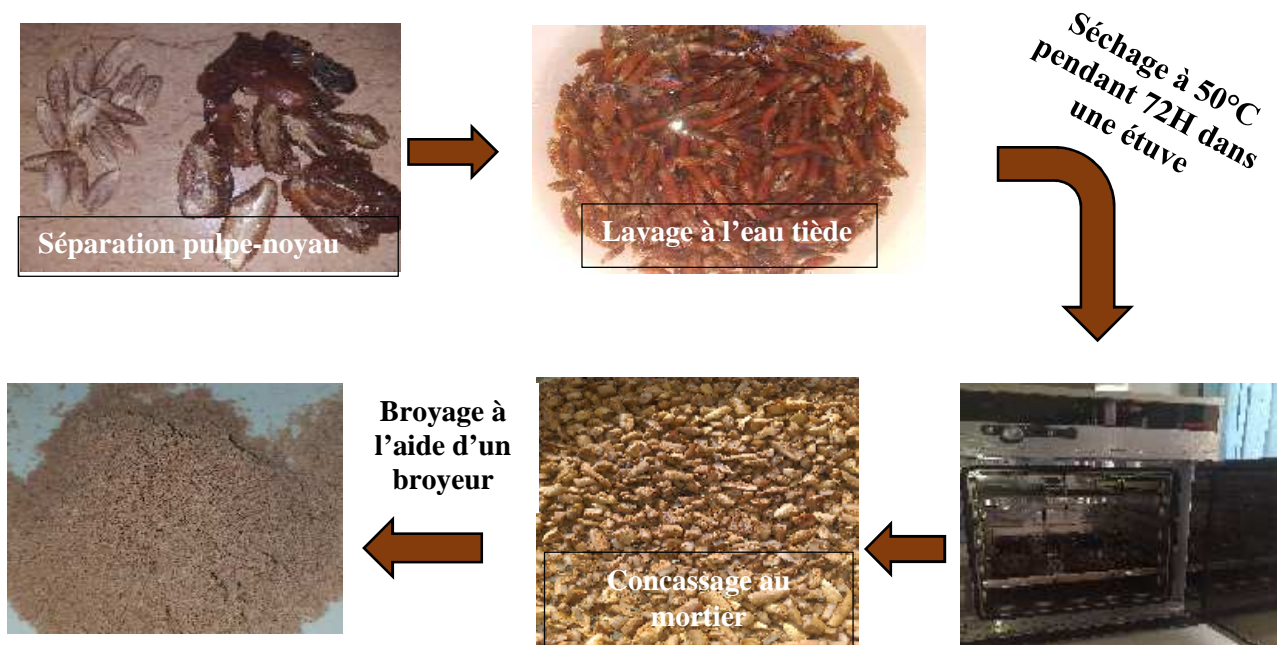 Séparation pulpe-noyau
Lavage à l'eau tiède
Séchage à 50°C
pendant 72H dans
une étuve
Concassage au
mortier
Broyage à
l'aide d'un
broyeur